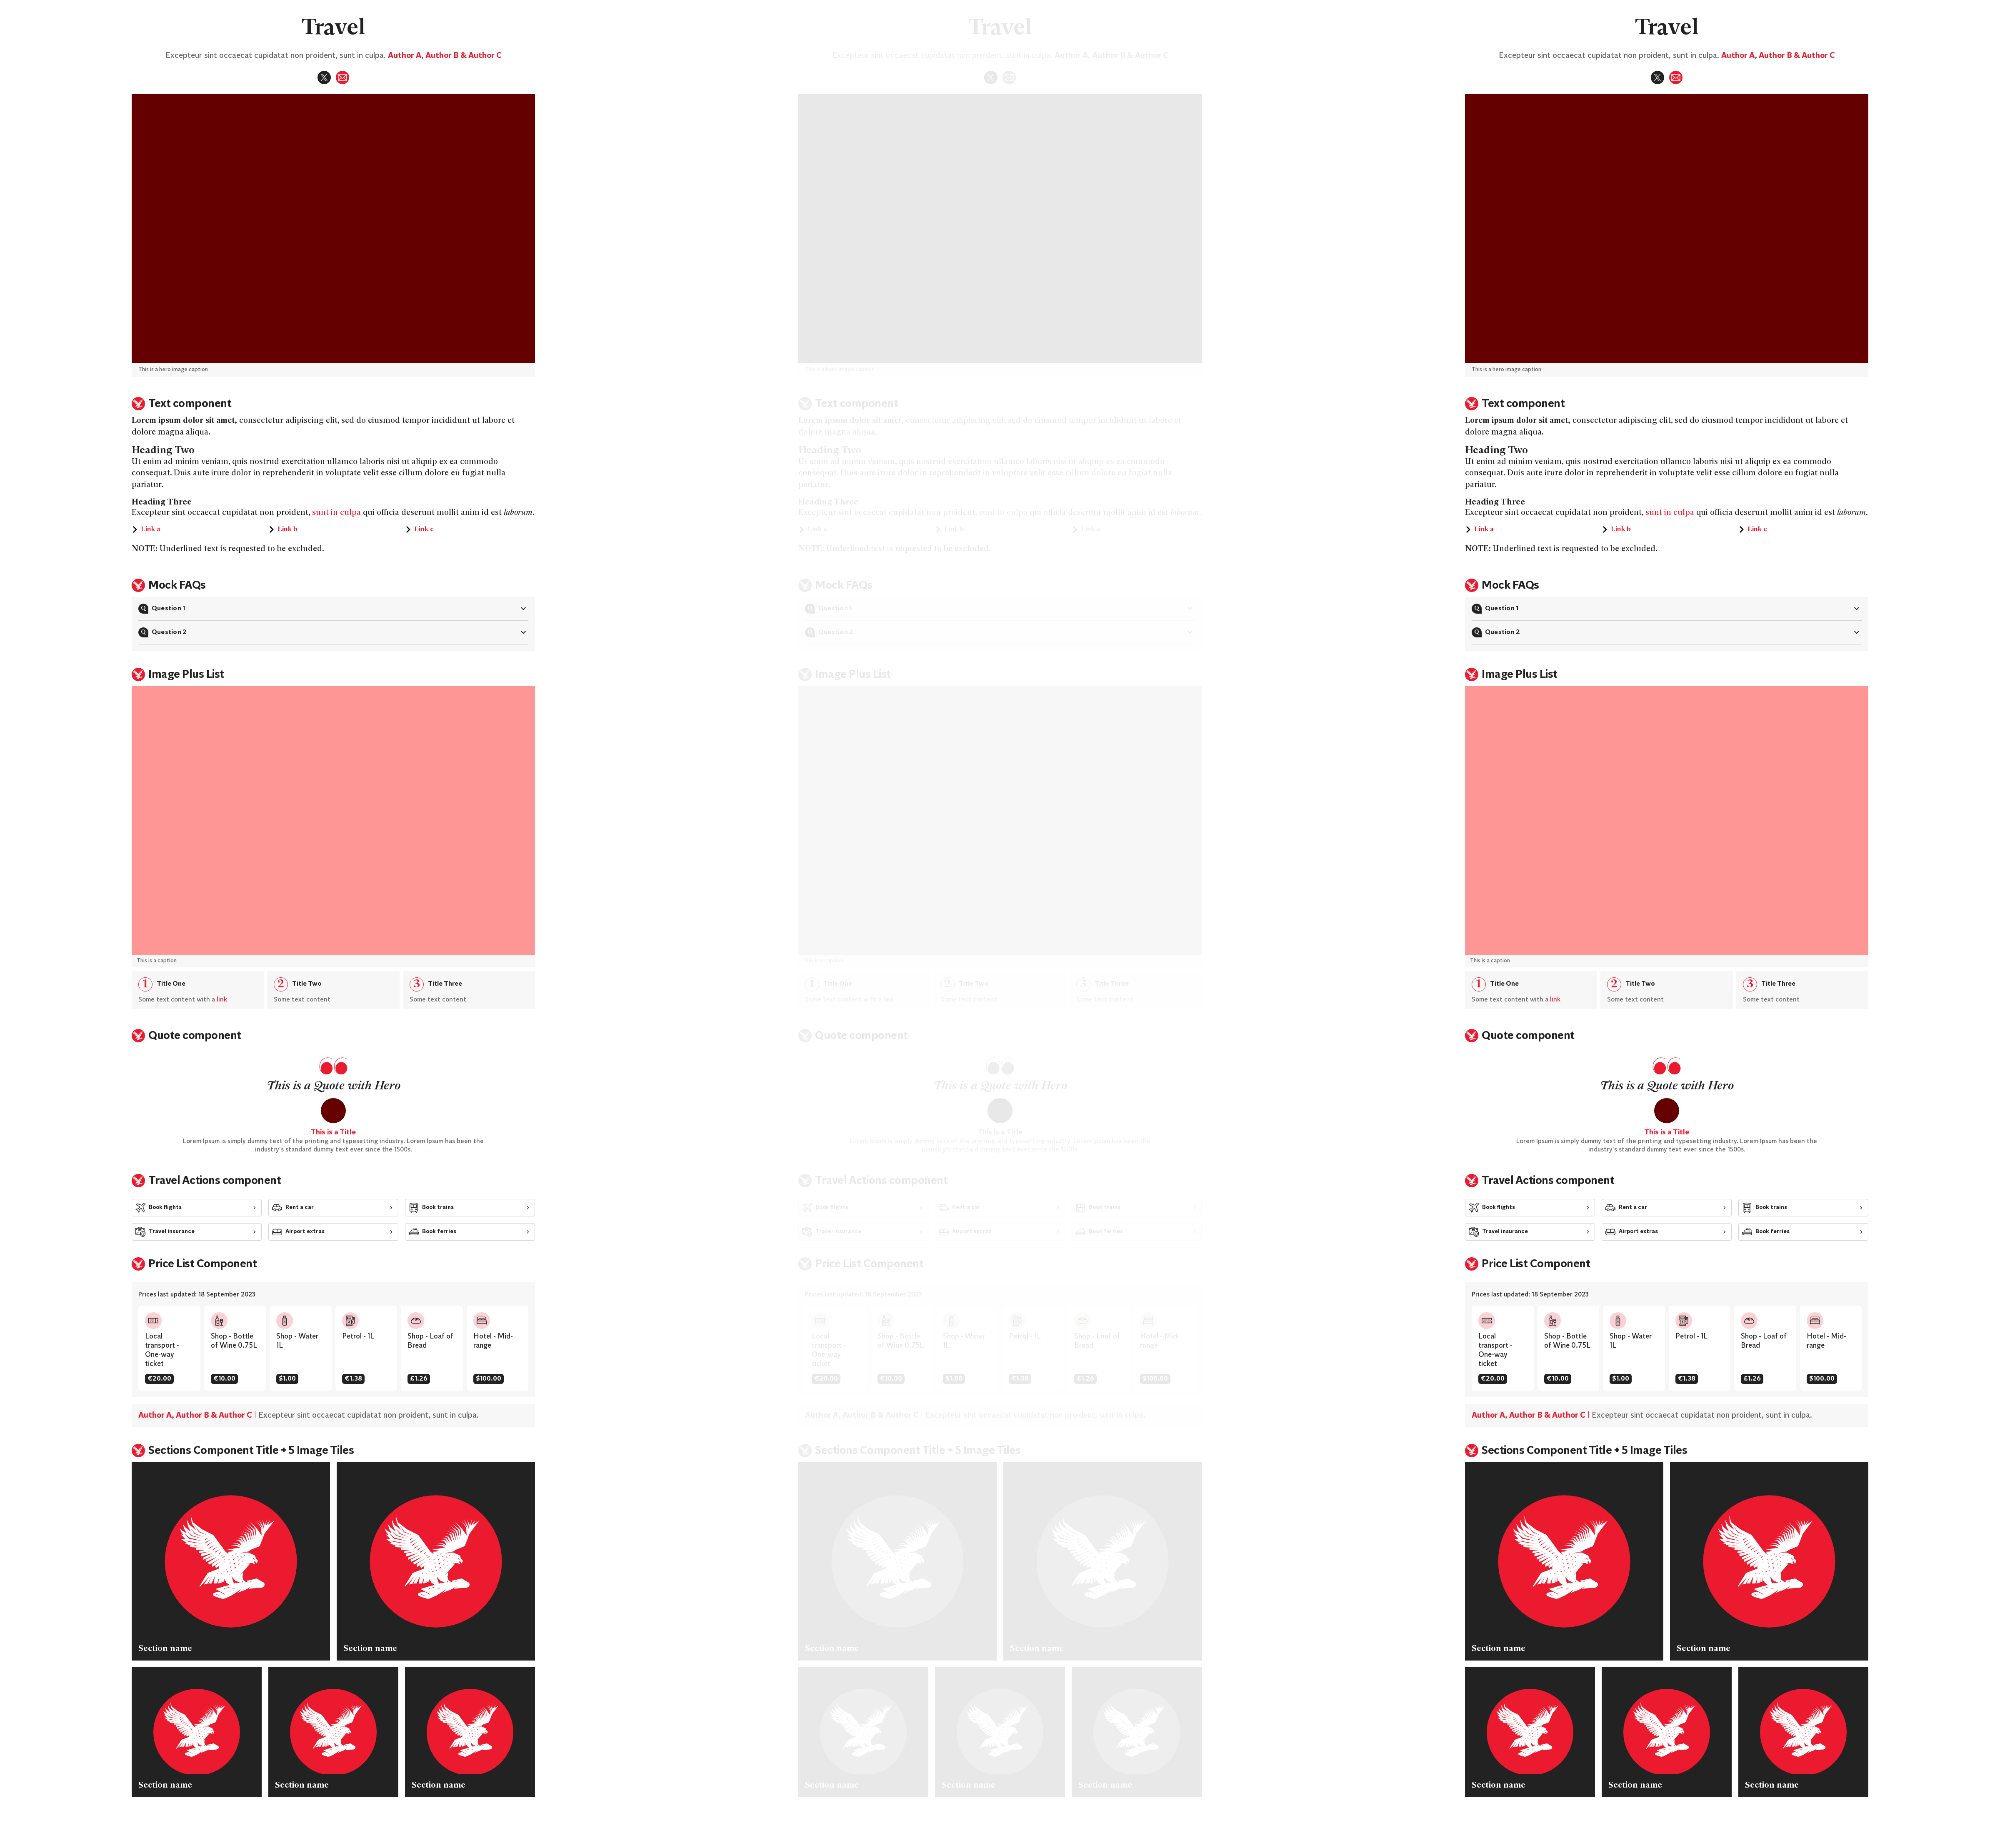 Travel
Excepteur sint occaecat cupidatat non proident, sunt in culpa. Author A, Author B & Author C
This is a hero image caption
Text component
Lorem ipsum dolor sit amet, consectetur adipiscing elit, sed do eiusmod tempor incididunt ut labore et
dolore magna aliqua.
Heading Two
Ut enim ad minim veniam, quis nostrud exercitation ullamco laboris nisi ut aliquip ex ea commodo
consequat. Duis aute irure dolor in reprehenderit in voluptate velit esse cillum dolore eu fugiat nulla
pariatur.
Heading Three
Excepteur sint occaecat cupidatat non proident, sunt in culpa qui officia deserunt mollit anim id est laborum.
Link a
Link b
Link c
NOTE: Underlined text is requested to be excluded.
Mock FAQs
Q Question 1
Q Question 2
Image Plus List
This is a caption
1 Title One
Some text content with a link
2 Title Two
Some text content
3 Title Three
Some text content
Quote component
This is a Quote with Hero
This is a Title
Lorem Ipsum is simply dummy text of the printing and typesetting industry. Lorem Ipsum has been the
industry's standard dummy text ever since the 1500s.
Travel Actions component
Book flights
Rent a car
Book trains
Travel insurance
Airport extras
Book ferries
Price List Component
Prices last updated: 18 September 2023
Local
transport -
One-way
ticket
€20.00
Shop - Bottle
of Wine 0.75L
€10.00
Shop - Water
1L
$1.00
Petrol - 1L
€1.38
Shop - Loaf of
Bread
£1.26
Hotel - Mid-
range
$100.00
Author A, Author B & Author C | Excepteur sint occaecat cupidatat non proident, sunt in culpa.
Sections Component Title + 5 Image Tiles
Section name
Section name
Section name
Section name
Section name
Travel
Excepteur sint occaecat cupidatat non proident, sunt in culpa. Author A, Author B & Author C
This is a hero image caption
Text component
Lorem ipsum dolor sit amet, consectetur adipiscing elit, sed do eiusmod tempor incididunt ut labore et
dolore magna aliqua.
Heading Two
Ut enim ad minim veniam, quis nostrud exercitation ullamco laboris nisi ut aliquip ex ea commodo
consequat. Duis aute irure dolor in reprehenderit in voluptate velit esse cillum dolore eu fugiat nulla
pariatur.
Heading Three
Excepteur sint occaecat cupidatat non proident, sunt in culpa qui officia deserunt mollit anim id est laborum.
Link a
Link b
Link c
NOTE: Underlined text is requested to be excluded.
Mock FAQs
Question 1
Question 2
Image Plus List
1 Title One
Some text content with a link
2 Title Two
Some text content
3 Title Three
Some text content
Quote component
This is a Quote with Hero
This is a Title
Lorem Ipsum is simply dummy text of the printing and typesetting industry. Lorem Ipsum has been the
industry's standard dummy text ever since the 1500s.
Travel Actions component
Book flights
Rent a car
Book trains
Travel insurance
Airport extras
Book ferries
Price List Component
Prices last updated: 18 September 2023
Local
transport -
One-way
ticket
€20.00
Shop - Bottle
of Wine 0.75L
€10.00
Shop - Water
1L
$1.00
Petrol - 1L
€1.38
Shop - Loaf of
Bread
£1.26
Hotel - Mid-
range
$100.00
Author A, Author B & Author C | Excepteur sint occaecat cupidatat non proident, sunt in culpa.
Sections Component Title + 5 Image Tiles
Section name
Section name
Section name
Section name
Section name
Travel
Excepteur sint occaecat cupidatat non proident, sunt in culpa. Author A, Author B & Author C
This is a hero image caption
Text component
Lorem ipsum dolor sit amet, consectetur adipiscing elit, sed do eiusmod tempor incididunt ut labore et
dolore magna aliqua.
Heading Two
Ut enim ad minim veniam, quis nostrud exercitation ullamco laboris nisi ut aliquip ex ea commodo
consequat. Duis aute irure dolor in reprehenderit in voluptate velit esse cillum dolore eu fugiat nulla
pariatur.
Heading Three
Excepteur sint occaecat cupidatat non proident, sunt in culpa qui officia deserunt mollit anim id est laborum.
Link a
Link b
Link c
NOTE: Underlined text is requested to be excluded.
Mock FAQs
Q Question 1
Q Question 2
Image Plus List
This is a caption
1 Title One
Some text content with a link
2 Title Two
Some text content
3 Title Three
Some text content
Quote component
This is a Quote with Hero
This is a Title
Lorem Ipsum is simply dummy text of the printing and typesetting industry. Lorem Ipsum has been the
industry's standard dummy text ever since the 1500s.
Travel Actions component
Book flights
Rent a car
Book trains
Travel insurance
Airport extras
Book ferries
Price List Component
Prices last updated: 18 September 2023
Local
transport -
One-way
ticket
€20.00
Shop - Bottle
of Wine 0.75L
€10.00
Shop - Water
1L
$1.00
Petrol - 1L
€1.38
Shop - Loaf of
Bread
£1.26
Hotel - Mid-
range
$100.00
Author A, Author B & Author C | Excepteur sint occaecat cupidatat non proident, sunt in culpa.
Sections Component Title + 5 Image Tiles
Section name
Section name
Section name
Section name
Section name